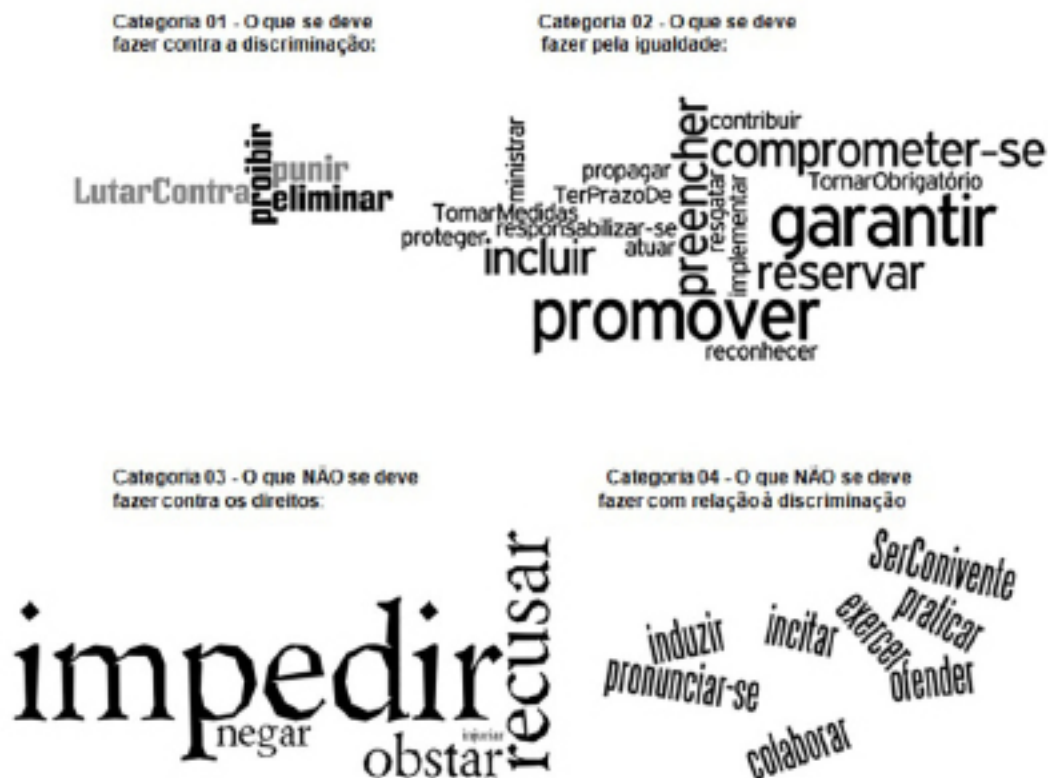 Categoria 01 - O que se deve
fazer contra a discriminação:
LutarContra
proibir
punir
eliminar
Categoria 02 - O que se deve
fazer pela igualdade:
ministrar
propagar
TerPrazoDe
TomarMedidas
responsabilizar-se
proteger
atuar
incluir
preencher
contribuir
comprometer-se
resgatar
implementar
TornarObrigatório
garantir
reservar
promover
reconhecer
Categoria 03 - O que NÃO se deve
fazer contra os direitos:
impedir
recusar
negar
injuriar
obstar
Categoria 04 - O que NÃO se deve
fazer com relação à discriminação
SerConivente
praticar
exercer
incitar
induzir
ofender
pronunciar-se
colaborar